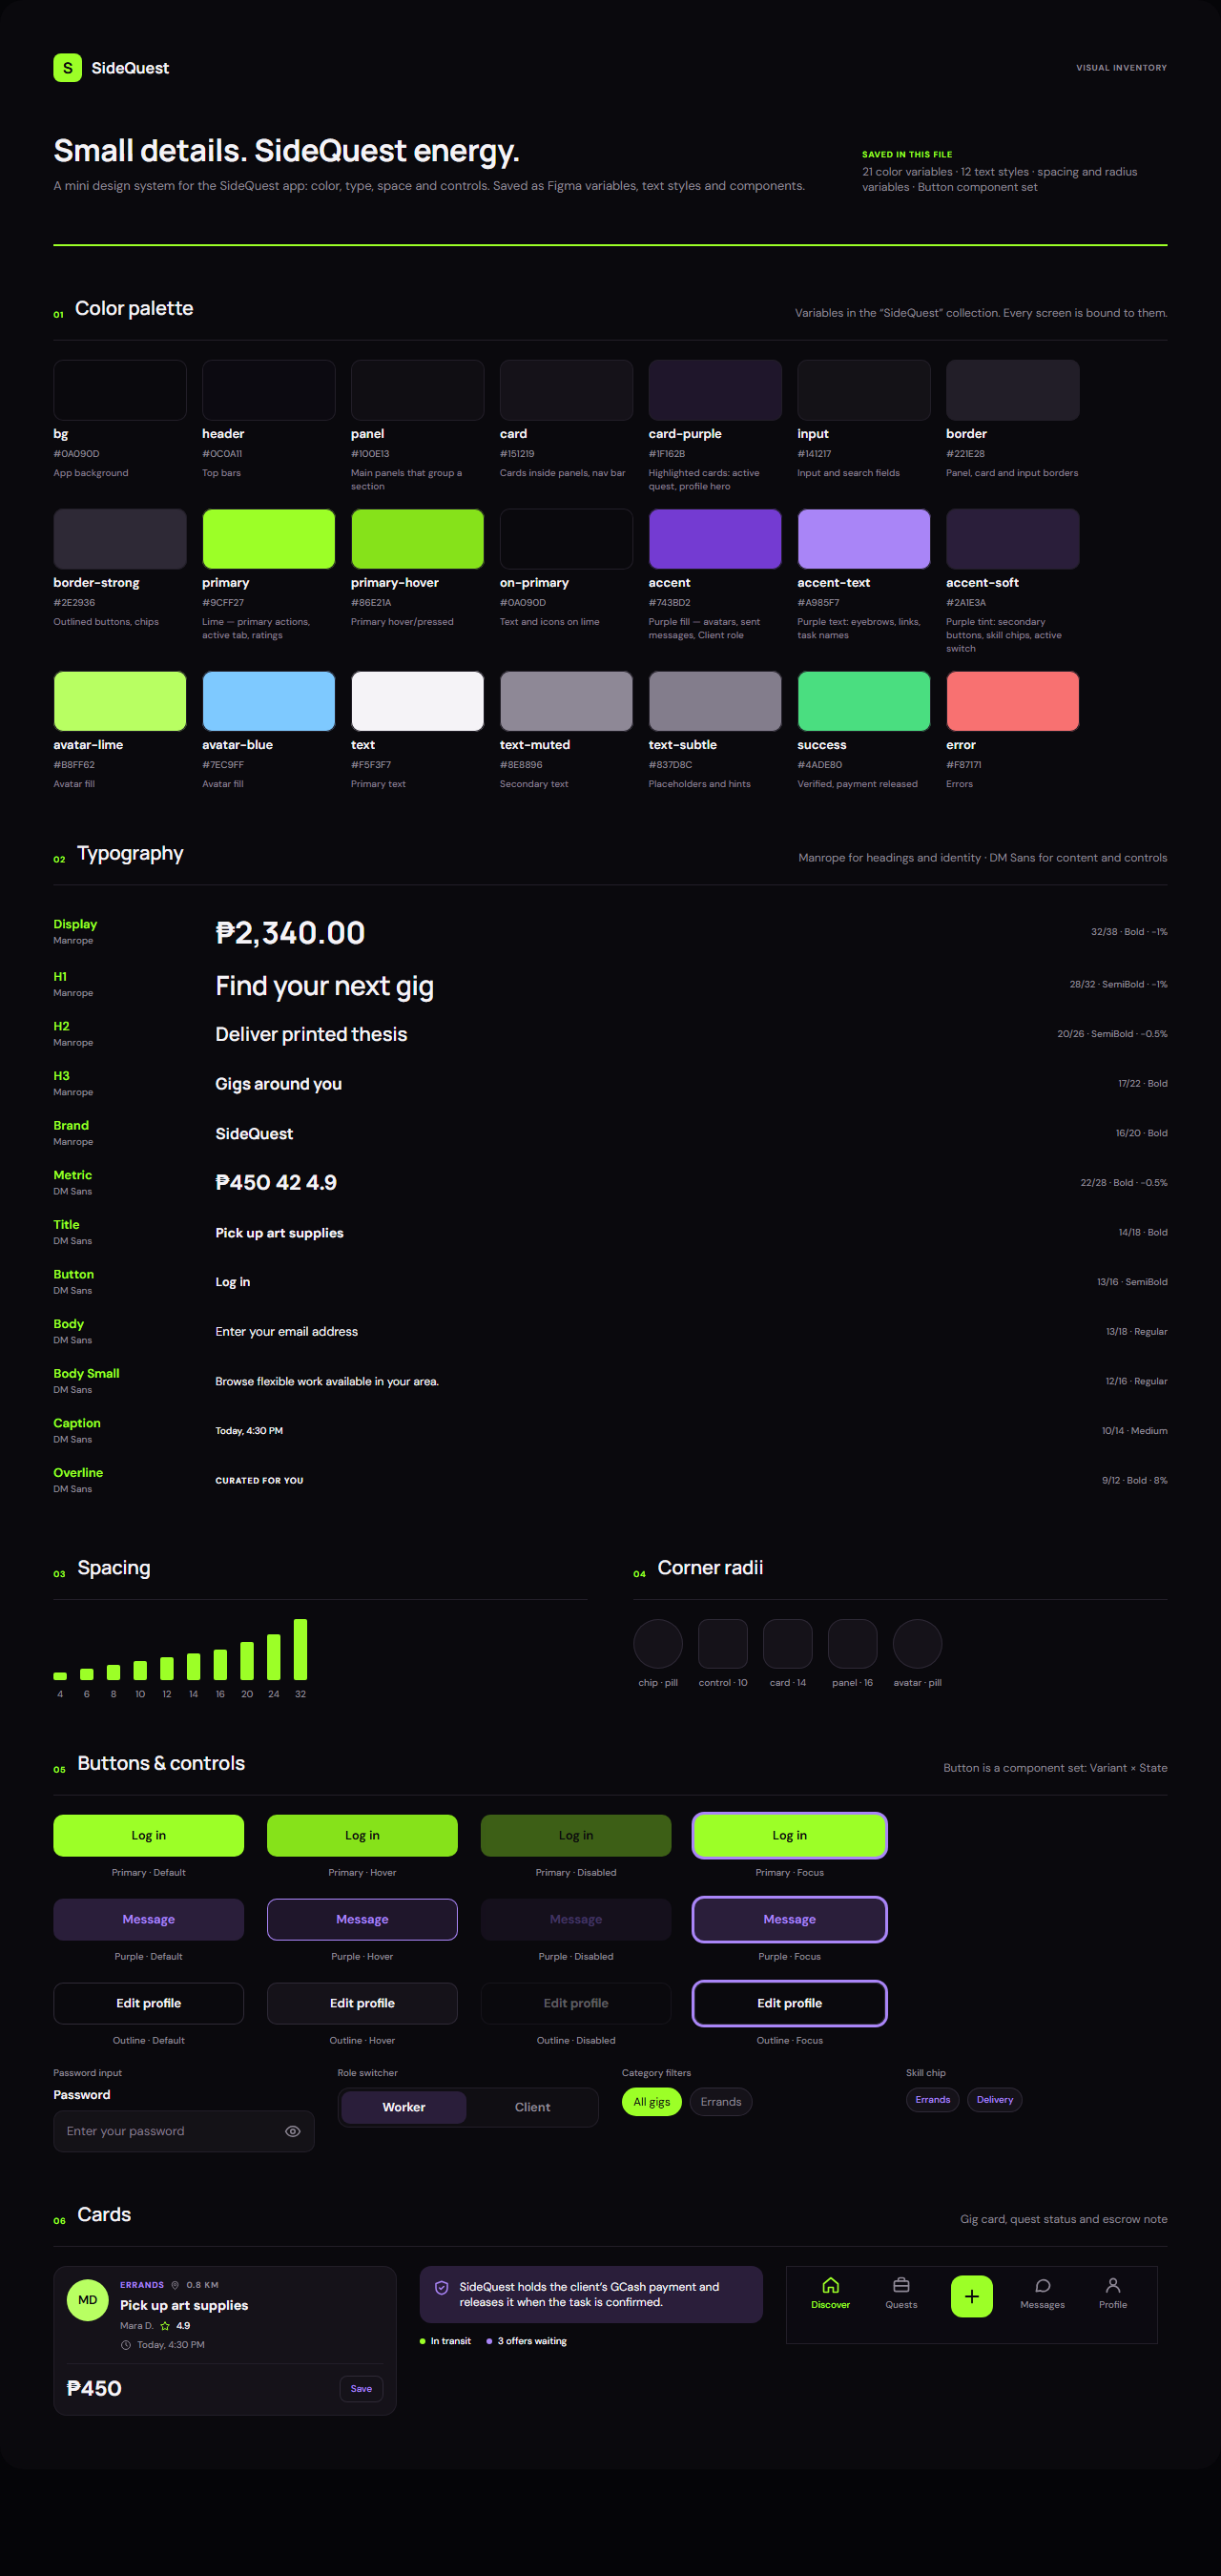 S SideQuest
VISUAL INVENTORY
Small details. SideQuest energy.
A mini design system for the SideQuest app: color, type, space and controls. Saved as Figma variables, text styles and components.
SAVED IN THIS FILE
21 color variables · 12 text styles · spacing and radius
variables · Button component set
01 Color palette
Variables in the “SideQuest” collection. Every screen is bound to them.
bg
#0A090D
App background
header
#0C0A11
Top bars
panel
#100E13
Main panels that group a
section
card
#151219
Cards inside panels, nav bar
card-purple
#1F162B
Highlighted cards: active
quest, profile hero
input
#141217
Input and search fields
border
#221E28
Panel, card and input borders
border-strong
#2E2936
Outlined buttons, chips
primary
#9CFF27
Lime — primary actions,
active tab, ratings
primary-hover
#86E21A
Primary hover/pressed
on-primary
#0A090D
Text and icons on lime
accent
#743BD2
Purple fill — avatars, sent
messages, Client role
accent-text
#A985F7
Purple text: eyebrows, links,
task names
accent-soft
#2A1E3A
Purple tint: secondary
buttons, skill chips, active
switch
avatar-lime
#B8FF62
Avatar fill
avatar-blue
#7EC9FF
Avatar fill
text
#F5F3F7
Primary text
text-muted
#8E8896
Secondary text
text-subtle
#837D8C
Placeholders and hints
success
#4ADE80
Verified, payment released
error
#F87171
Errors
02 Typography
Manrope for headings and identity · DM Sans for content and controls
Display
Manrope
₱2,340.00
32/38 · Bold · -1%
H1
Manrope
Find your next gig
28/32 · SemiBold · -1%
H2
Manrope
Deliver printed thesis
20/26 · SemiBold · -0.5%
H3
Manrope
Gigs around you
17/22 · Bold
Brand
Manrope
SideQuest
16/20 · Bold
Metric
DM Sans
₱450 42 4.9
22/28 · Bold · -0.5%
Title
DM Sans
Pick up art supplies
14/18 · Bold
Button
DM Sans
Log in
13/16 · SemiBold
Body
DM Sans
Enter your email address
13/18 · Regular
Body Small
DM Sans
Browse flexible work available in your area.
12/16 · Regular
Caption
DM Sans
Today, 4:30 PM
10/14 · Medium
Overline
DM Sans
CURATED FOR YOU
9/12 · Bold · 8%
03 Spacing
4 6 8 10 12 14 16 20 24 32
04 Corner radii
chip · pill
control · 10
card · 14
panel · 16
avatar · pill
05 Buttons & controls
Button is a component set: Variant × State
Log in
Log in
Log in
Log in
Primary · Default
Primary · Hover
Primary · Disabled
Primary · Focus
Message
Message
Message
Message
Purple · Default
Purple · Hover
Purple · Disabled
Purple · Focus
Edit profile
Edit profile
Edit profile
Edit profile
Outline · Default
Outline · Hover
Outline · Disabled
Outline · Focus
Password input
Password
Enter your password
Role switcher
Worker
Client
Category filters
All gigs
Errands
Skill chip
Errands
Delivery
06 Cards
Gig card, quest status and escrow note
MD
ERRANDS 0.8 KM
Pick up art supplies
Mara D. 4.9
Today, 4:30 PM
₱450
Save
SideQuest holds the client’s GCash payment and
releases it when the task is confirmed.
In transit
3 offers waiting
Discover
Quests
Messages
Profile